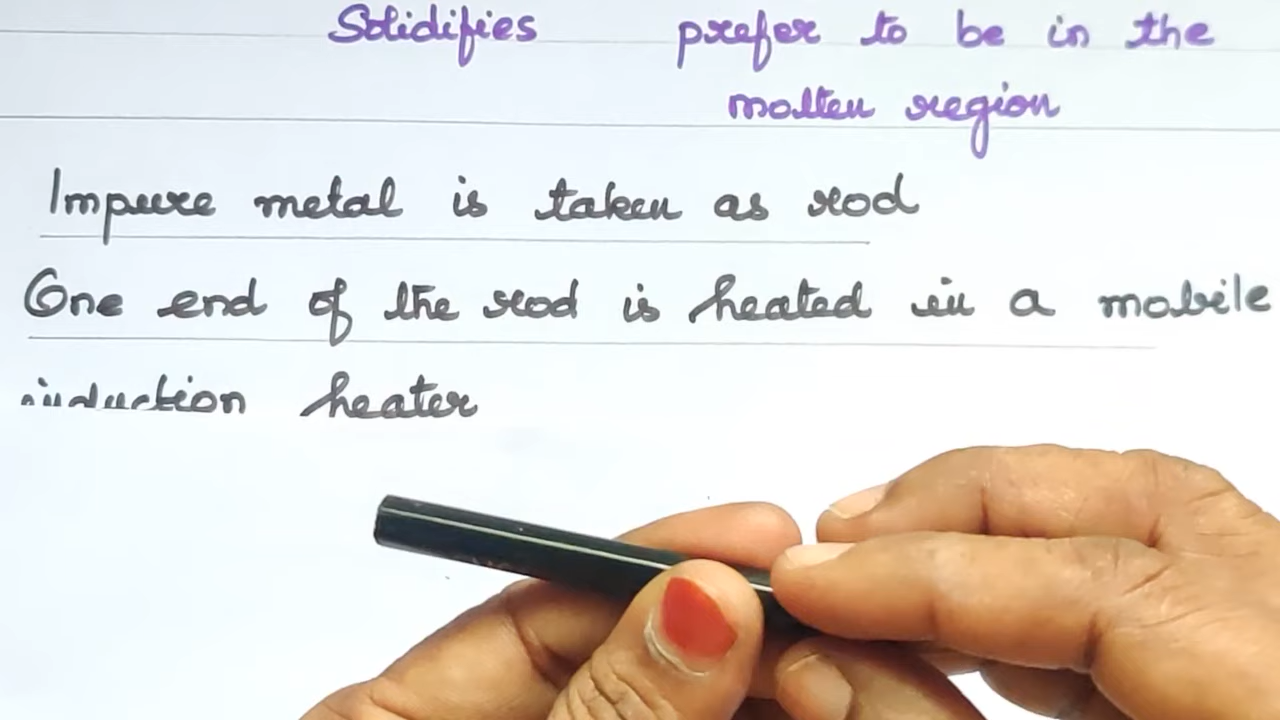 Solidifies prefer to be in the
molten region
Impure metal is taken as rod
One end of the rod is heated in a mobile
induction heater